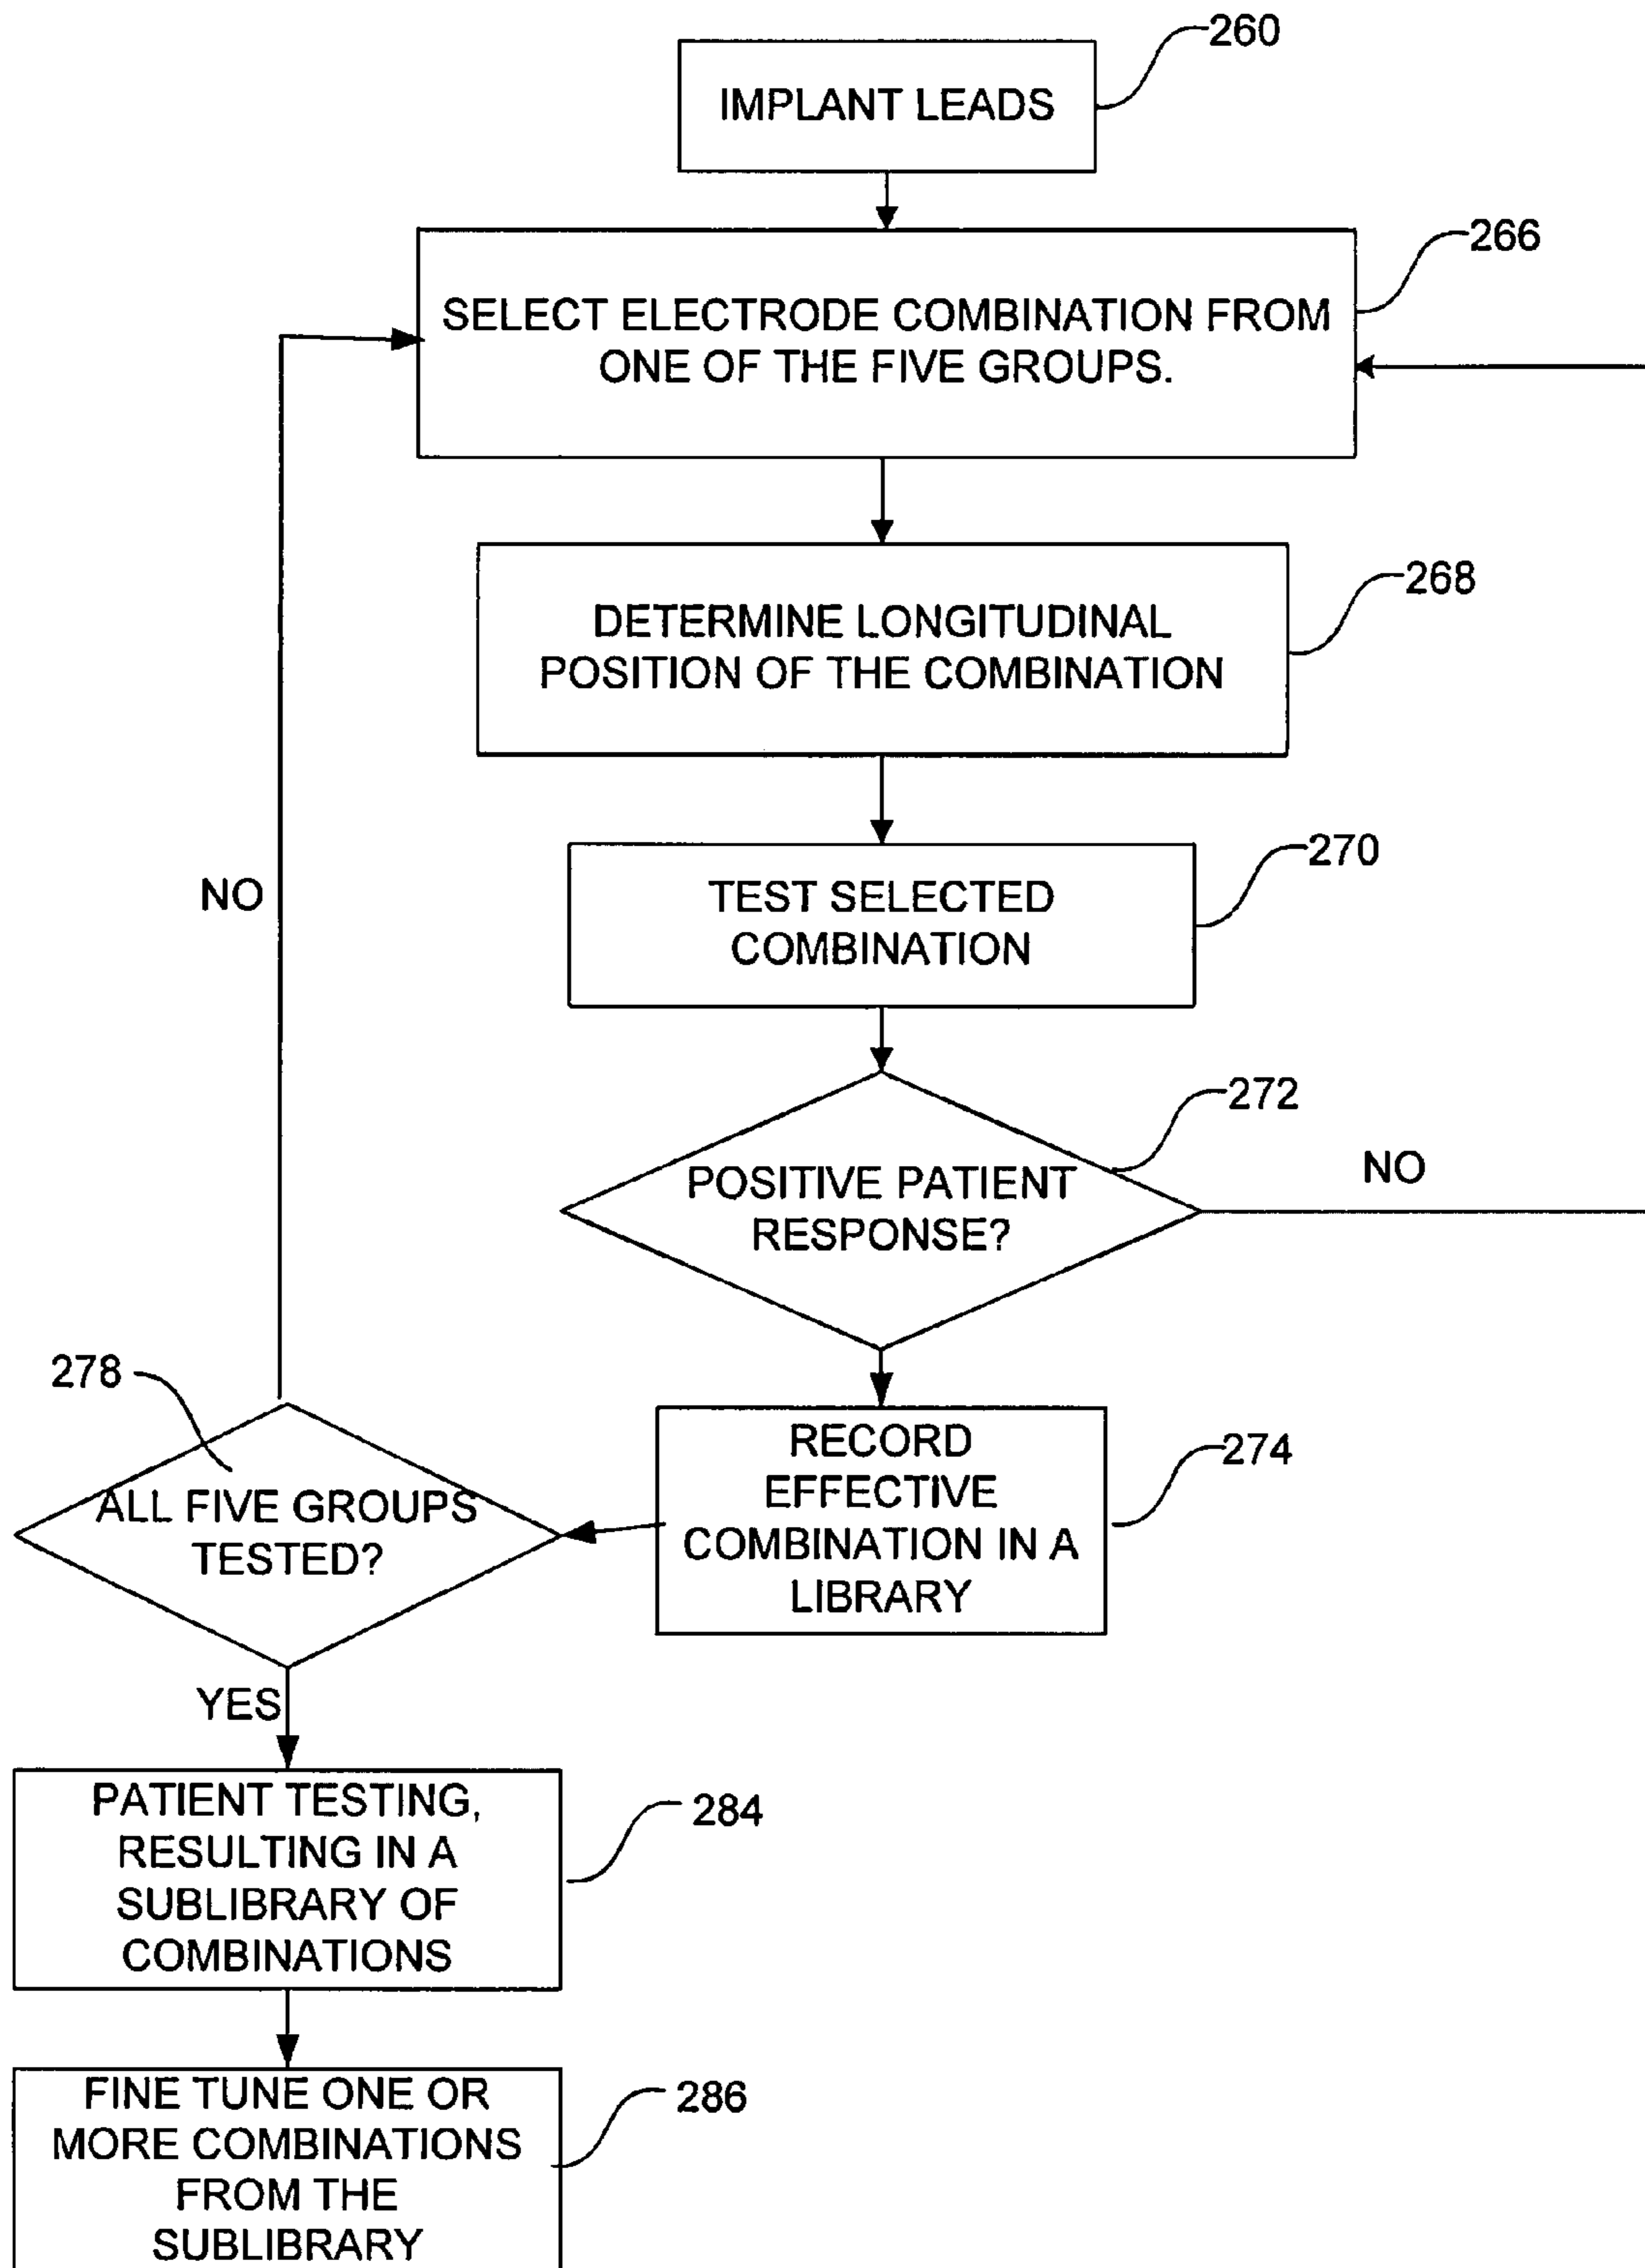 260
IMPLANT LEADS
266
SELECT ELECTRODE COMBINATION FROM
ONE OF THE FIVE GROUPS.
268
DETERMINE LONGITUDINAL
POSITION OF THE COMBINATION
270
TEST SELECTED
COMBINATION
NO
272
POSITIVE PATIENT
RESPONSE?
NO
278
ALL FIVE GROUPS
TESTED?
274
RECORD
EFFECTIVE
COMBINATION IN A
LIBRARY
YES
284
PATIENT TESTING,
RESULTING IN A
SUBLIBRARY OF
COMBINATIONS
286
FINE TUNE ONE OR
MORE COMBINATIONS
FROM THE
SUBLIBRARY